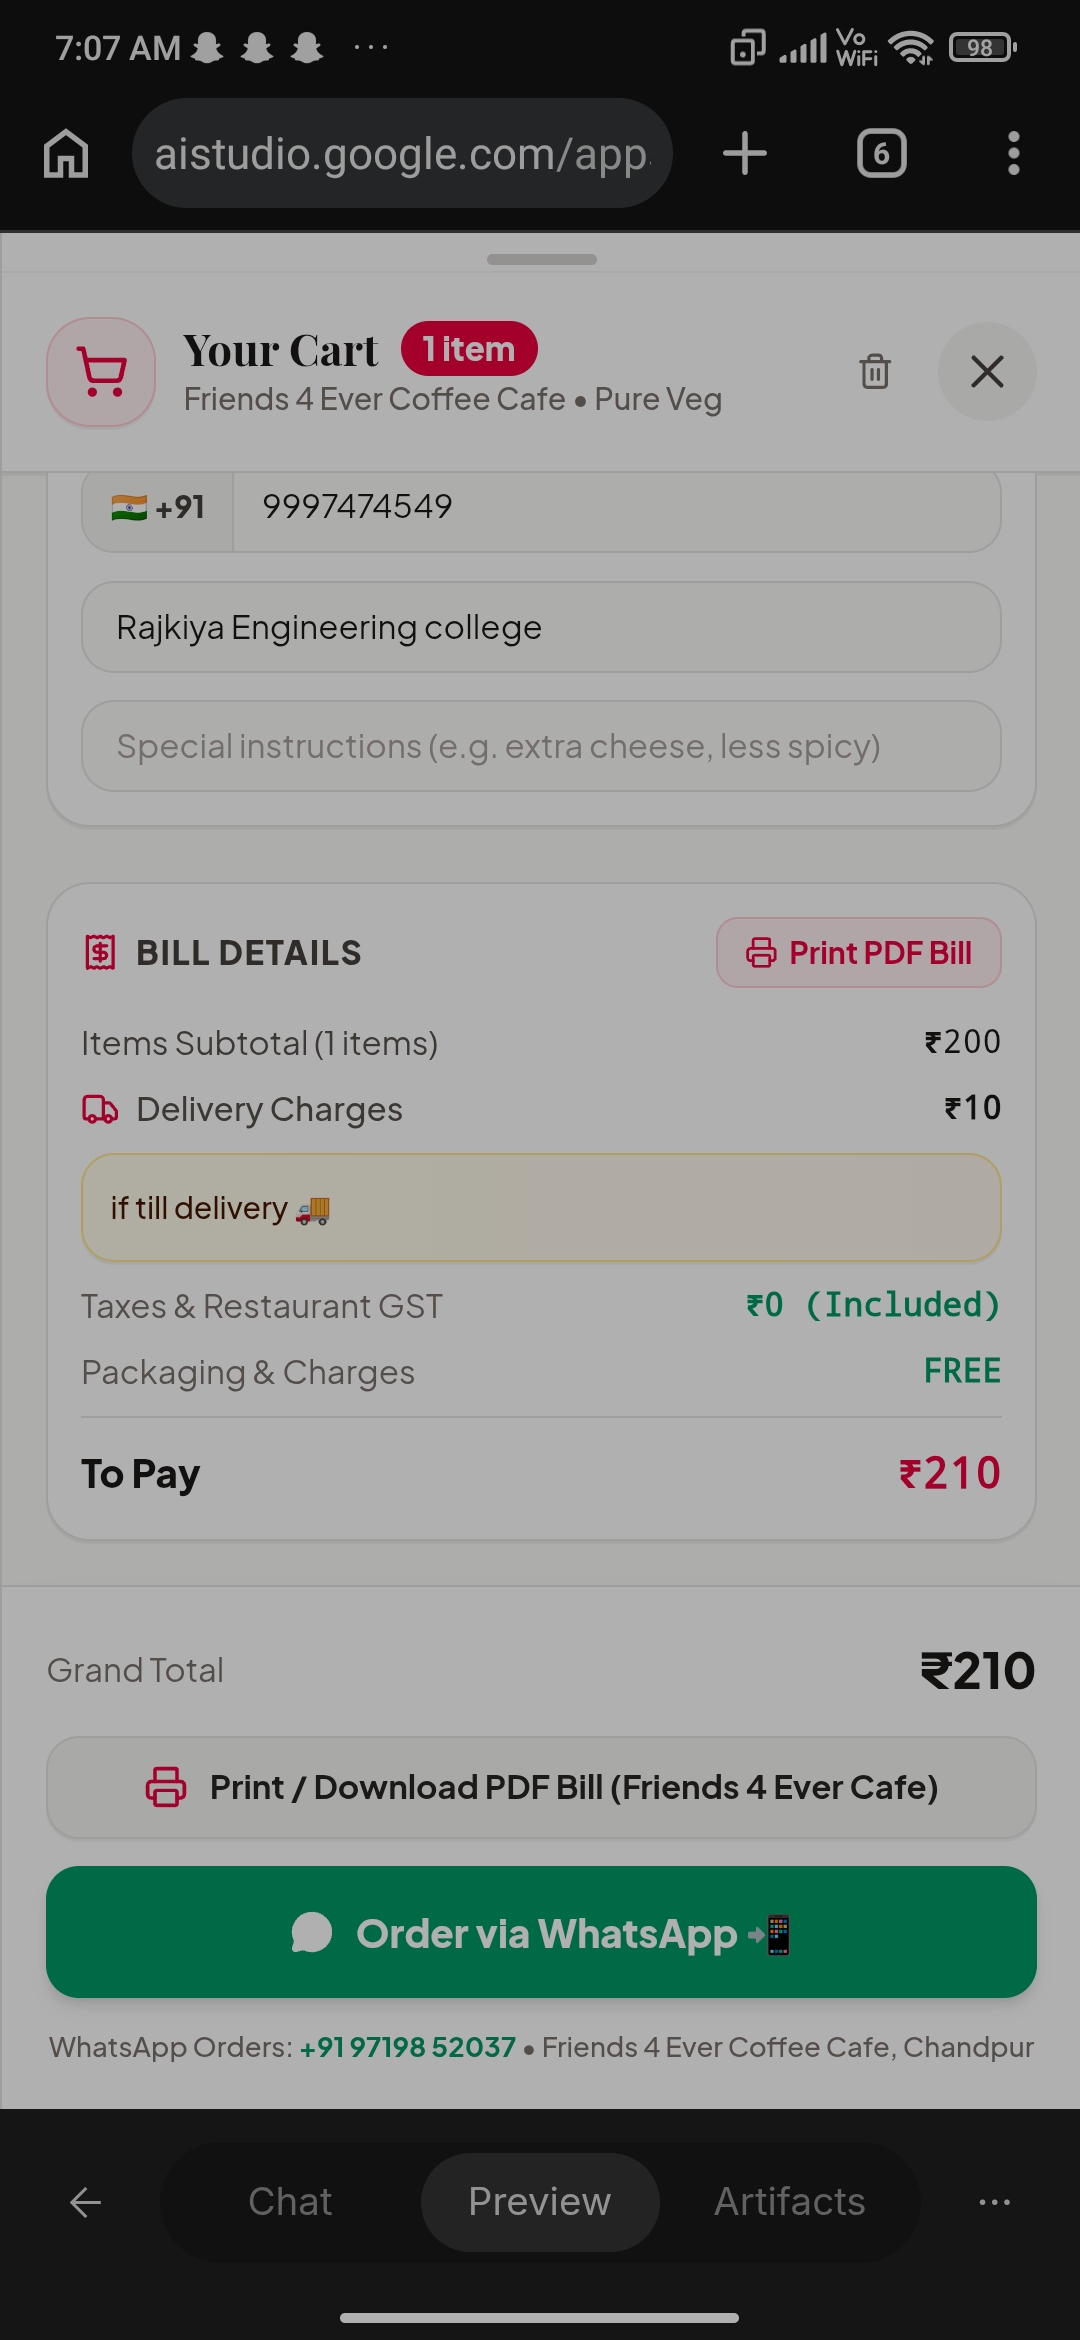 7:07 AM ...
Vo WiFi 98
aistudio.google.com/app.
6
Your Cart 1 item
Friends 4 Ever Coffee Cafe • Pure Veg
🇮🇳 +91 9997474549
Rajkiya Engineering college
Special instructions (e.g. extra cheese, less spicy)
BILL DETAILS Print PDF Bill
Items Subtotal (1 items) ₹200
Delivery Charges ₹10
if till delivery 🚚
Taxes & Restaurant GST ₹0 (Included)
Packaging & Charges FREE
To Pay ₹210
Grand Total ₹210
Print / Download PDF Bill (Friends 4 Ever Cafe)
Order via WhatsApp 📲
WhatsApp Orders: +91 97198 52037 • Friends 4 Ever Coffee Cafe, Chandpur
Chat Preview Artifacts ...